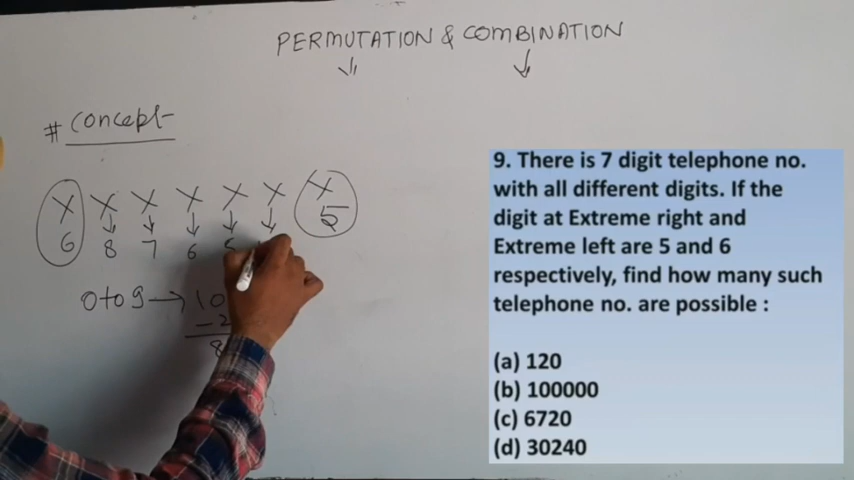 PERMUTATION & COMBINATION
# Concept-
X X X X X X X
6 8 7 6 5 5
0 to 9 → 10
- 2
8
9. There is 7 digit telephone no.
with all different digits. If the
digit at Extreme right and
Extreme left are 5 and 6
respectively, find how many such
telephone no. are possible :
(a) 120
(b) 100000
(c) 6720
(d) 30240